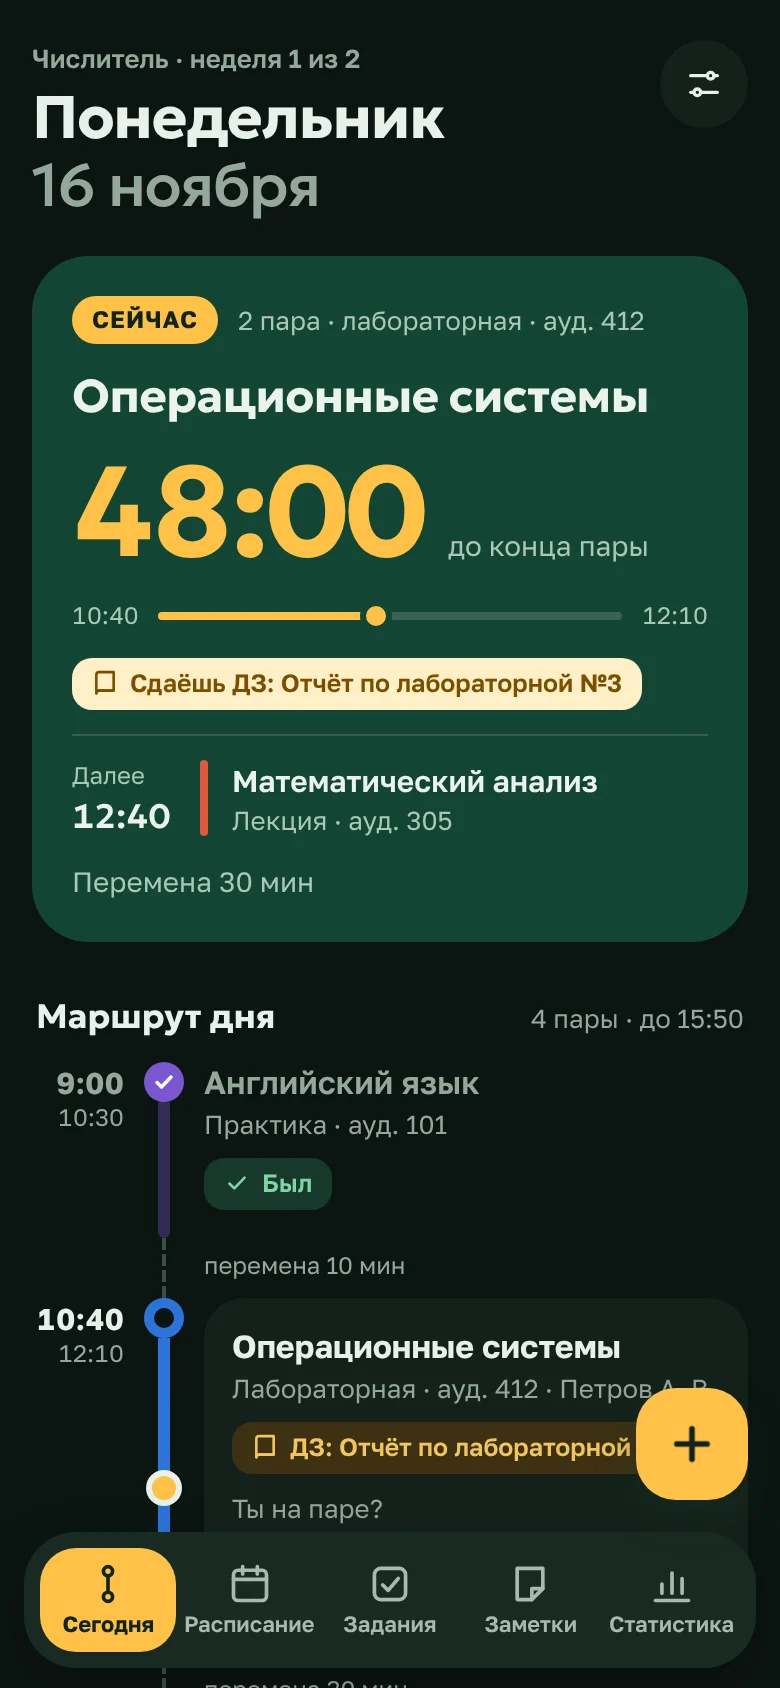 Числитель · неделя 1 из 2
Понедельник
16 ноября
СЕЙЧАС
2 пара · лабораторная · ауд. 412
Операционные системы
48:00 до конца пары
10:40
12:10
Сдаёшь ДЗ: Отчёт по лабораторной №3
Далее
12:40
Математический анализ
Лекция · ауд. 305
Перемена 30 мин
Маршрут дня
4 пары · до 15:50
9:00
10:30
Английский язык
Практика · ауд. 101
Был
перемена 10 мин
10:40
12:10
Операционные системы
Лабораторная · ауд. 412 · Петров А. В.
ДЗ: Отчёт по лабораторной
Ты на паре?
Сегодня
Расписание
Задания
Заметки
Статистика
перемена 30 мин